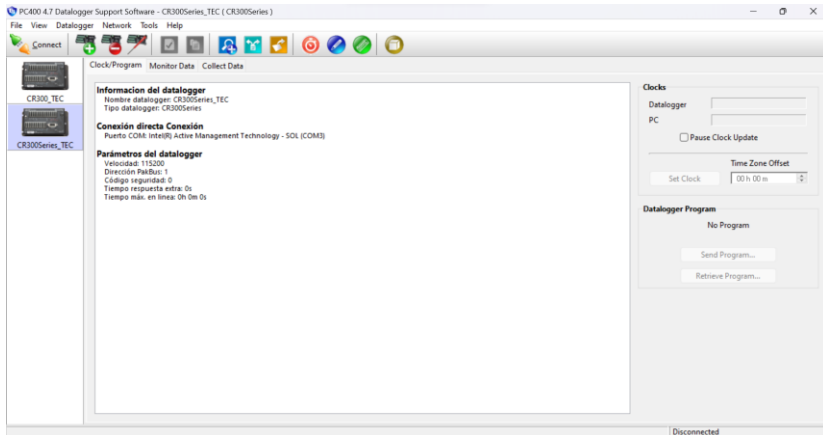 PC400 4.7 Datalogger Support Software - CR300Series_TEC ( CR300Series )
File View Datalogger Network Tools Help
Connect
Clock/Program Monitor Data Collect Data
CR300_TEC
CR300Series_TEC
Informacion del datalogger
Nombre datalogger: CR300Series_TEC
Tipo datalogger: CR300Series
Conexión directa Conexión
Puerto COM: Intel(R) Active Management Technology - SOL (COM3)
Parámetros del datalogger
Velocidad: 115200
Dirección PakBus: 1
Código seguridad: 0
Tiempo respuesta extra: 0s
Tiempo máx. en linea: 0h 0m 0s
Clocks
Datalogger
PC
Pause Clock Update
Time Zone Offset
Set Clock
00 h 00 m
Datalogger Program
No Program
Send Program...
Retrieve Program...
Disconnected